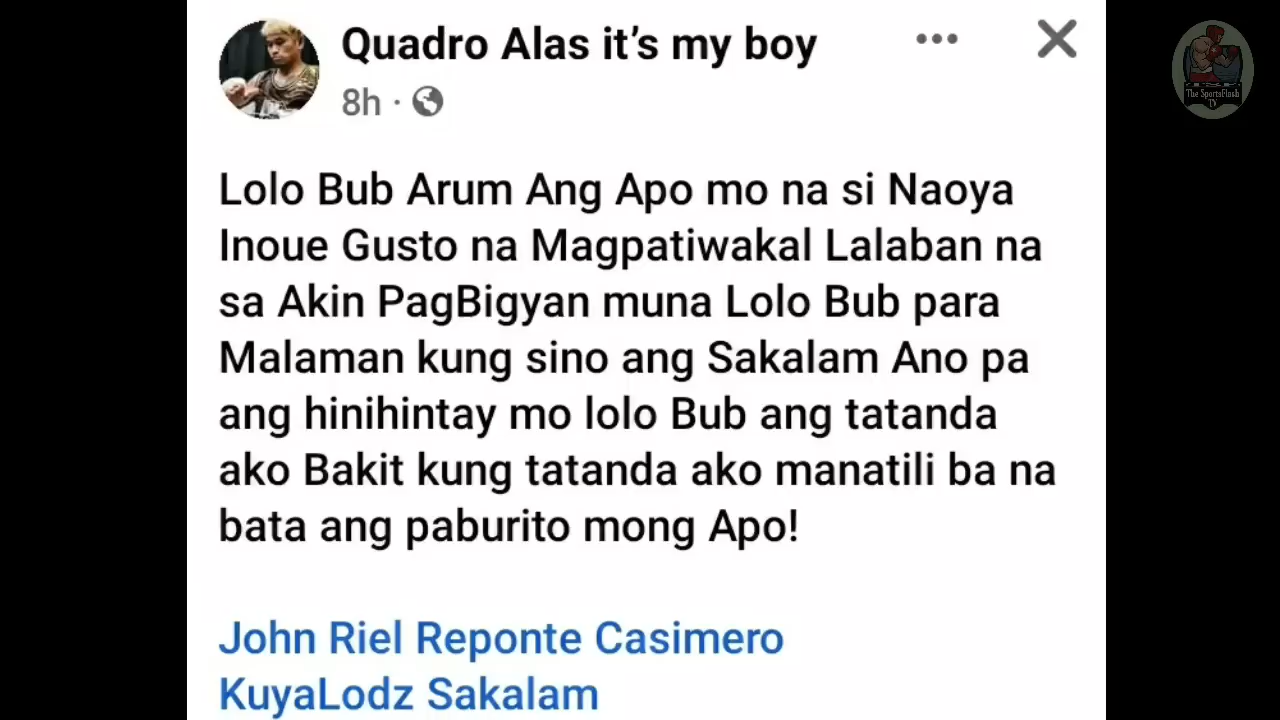 Quadro Alas it's my boy
8h ·
Lolo Bub Arum Ang Apo mo na si Naoya
Inoue Gusto na Magpatiwakal Lalaban na
sa Akin PagBigyan muna Lolo Bub para
Malaman kung sino ang Sakalam Ano pa
ang hinihintay mo lolo Bub ang tatanda
ako Bakit kung tatanda ako manatili ba na
bata ang paburito mong Apo!
John Riel Reponte Casimero
KuyaLodz Sakalam
The SportsFlash
TV